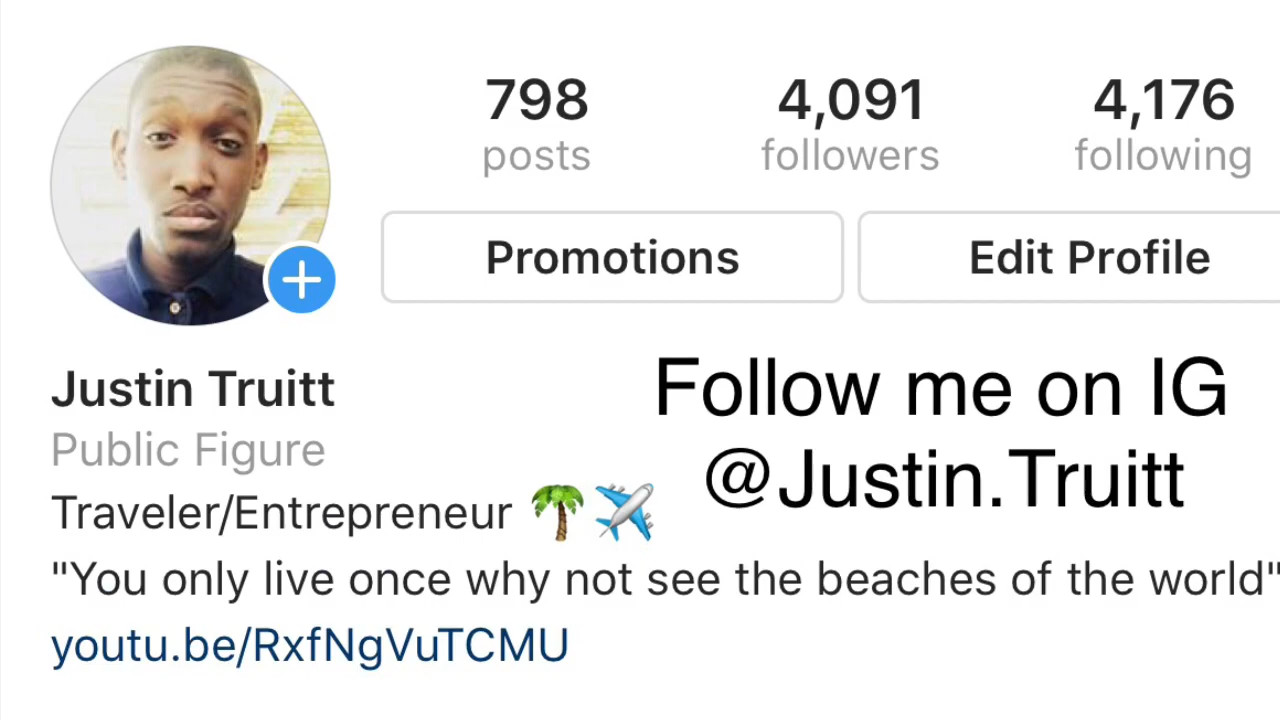 798 4,091 4,176
posts followers following
Promotions Edit Profile
Justin Truitt
Public Figure
Traveler/Entrepreneur 🌴✈️
"You only live once why not see the beaches of the world"
youtu.be/RxfNgVuTCMU
Follow me on IG
@Justin.Truitt